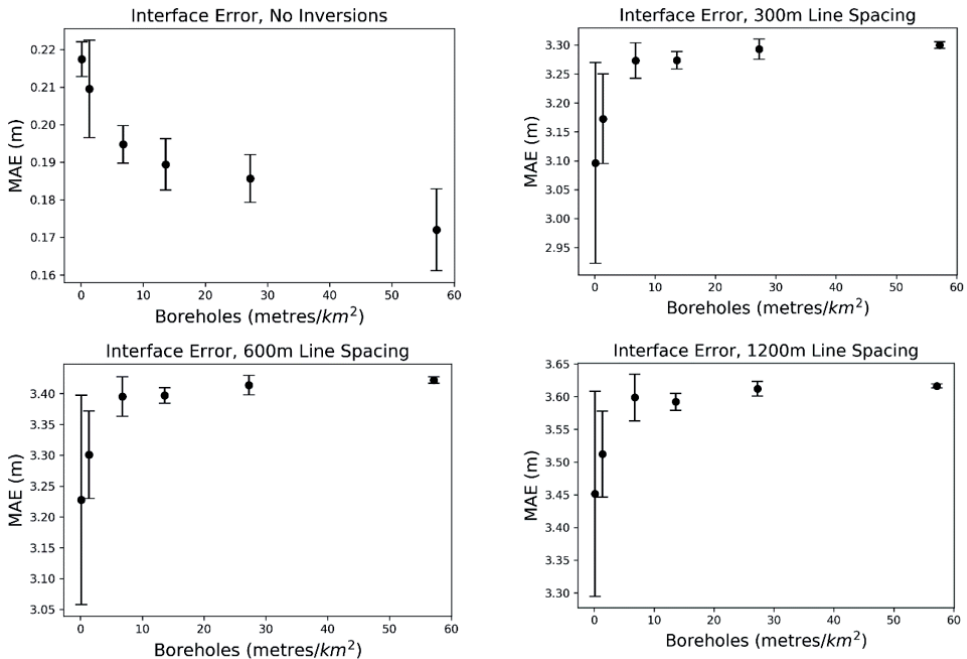 Interface Error, No Inversions
MAE (m)
0.22
0.21
0.20
0.19
0.18
0.17
0.16
0 10 20 30 40 50 60
Boreholes (metres/km²)
Interface Error, 300m Line Spacing
MAE (m)
3.30
3.25
3.20
3.15
3.10
3.05
3.00
2.95
0 10 20 30 40 50 60
Boreholes (metres/km²)
Interface Error, 600m Line Spacing
MAE (m)
3.40
3.35
3.30
3.25
3.20
3.15
3.10
3.05
0 10 20 30 40 50 60
Boreholes (metres/km²)
Interface Error, 1200m Line Spacing
MAE (m)
3.65
3.60
3.55
3.50
3.45
3.40
3.35
3.30
0 10 20 30 40 50 60
Boreholes (metres/km²)